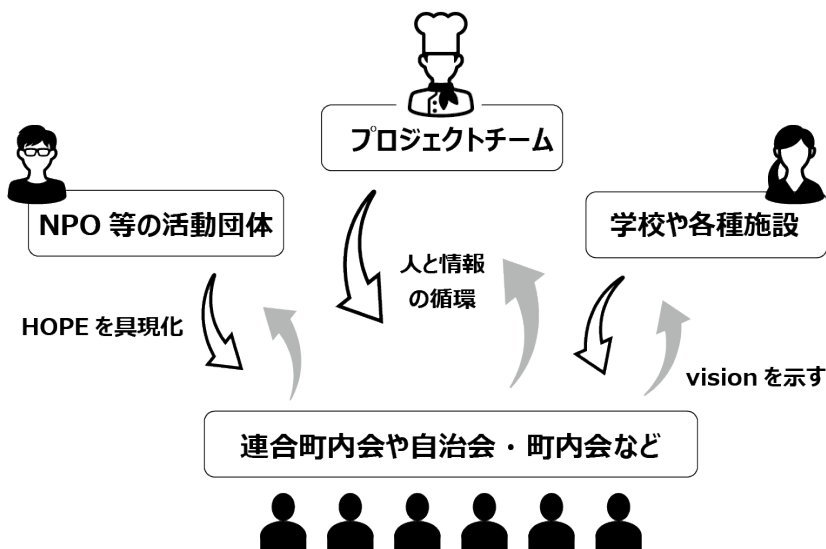 プロジェクトチーム
NPO 等の活動団体
学校や各種施設
人と情報
の循環
HOPE を具現化
vision を示す
連合町内会や自治会・町内会など